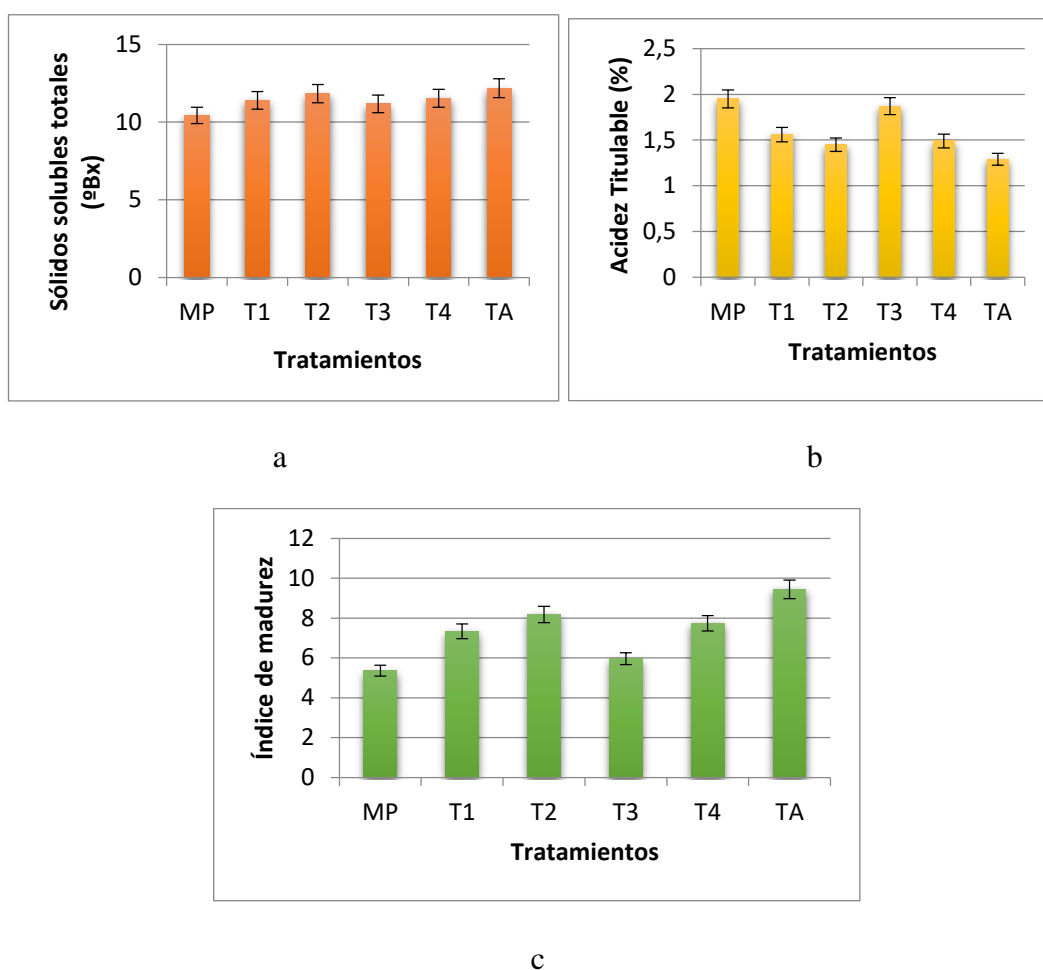 Sólidos solubles totales
(ºBx)
15
10
5
0
MP T1 T2 T3 T4 TA
Tratamientos
a
Acidez Titulable (%)
2,5
2
1,5
1
0,5
0
MP T1 T2 T3 T4 TA
Tratamientos
b
Índice de madurez
12
10
8
6
4
2
0
MP T1 T2 T3 T4 TA
Tratamientos
c